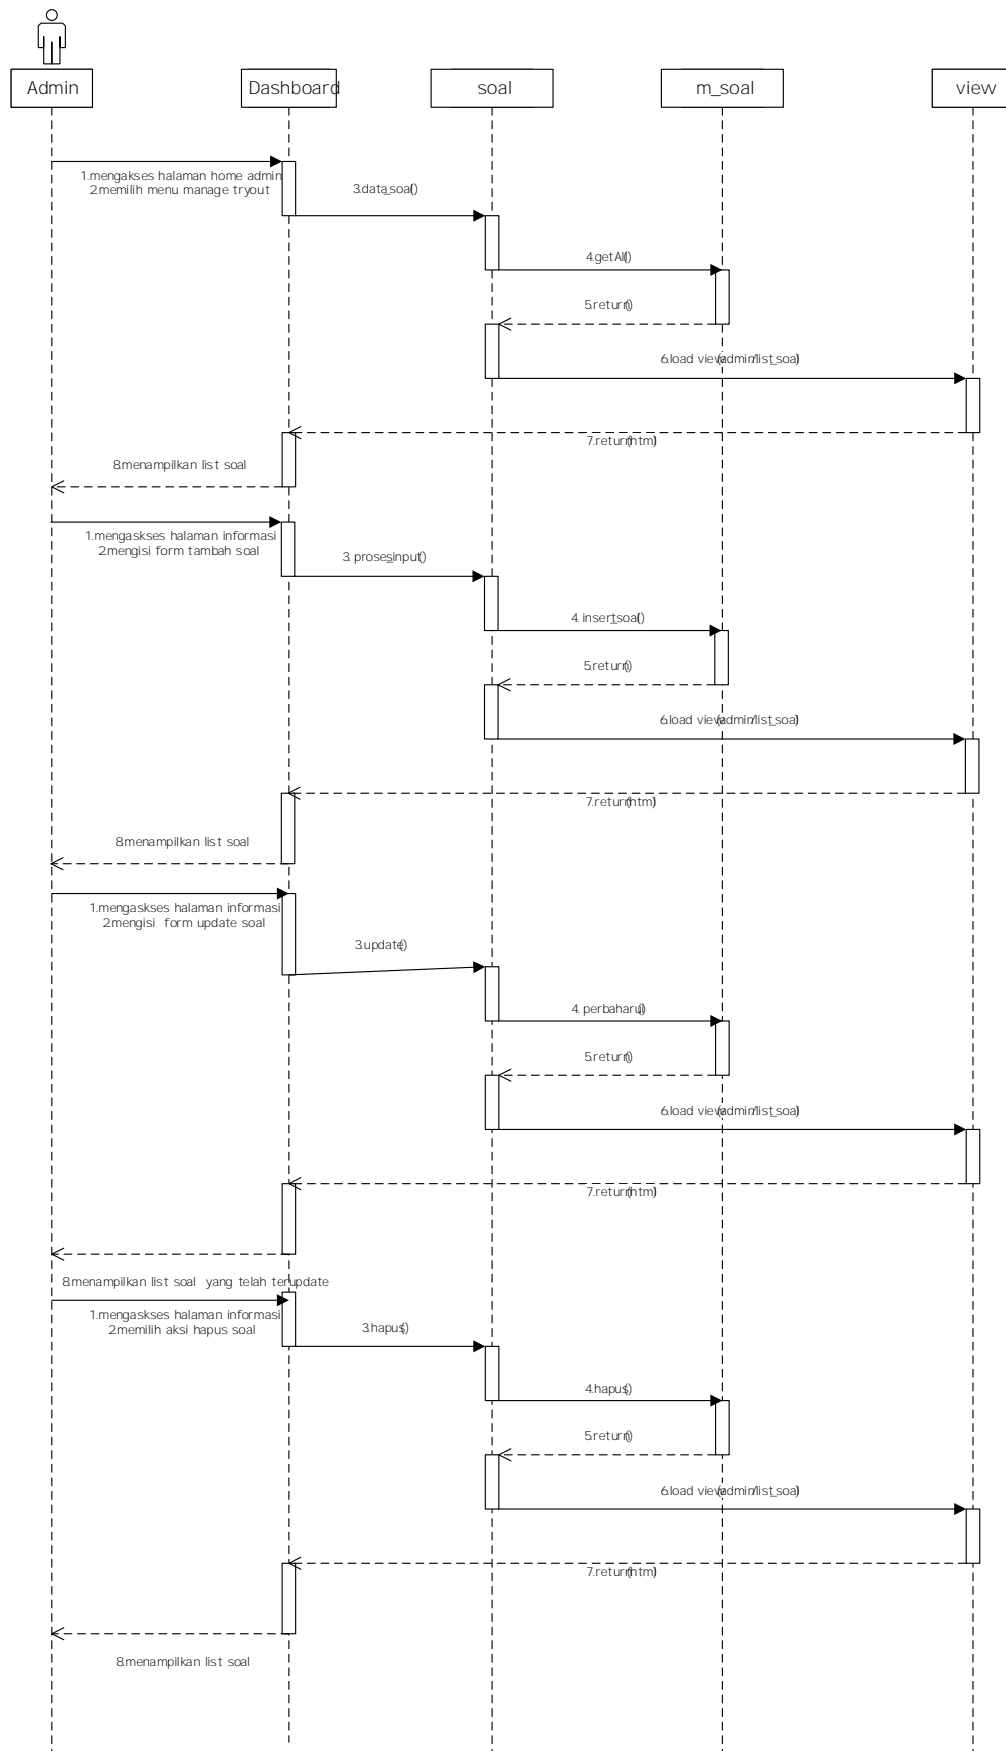 Admin
Dashboard
soal
m_soal
view
1.mengakses halaman home admin
2.memilih menu manage tryout
3.data_soal()
4.getAll()
5.return()
6.load view(admin/list_soal)
7.return(html)
8.menampilkan list soal
1.mengaskses halaman informasi
2.mengisi form tambah soal
3. proses_input()
4. insert_soal()
5.return()
6.load view(admin/list_soal)
7.return(html)
8.menampilkan list soal
1.mengaskses halaman informasi
2.mengisi form update soal
3.update()
4. perbaharui()
5.return()
6.load view(admin/list_soal)
7.return(html)
8.menampilkan list soal yang telah terupdate
1.mengaskses halaman informasi
2.memilih aksi hapus soal
3.hapus()
4.hapus()
5.return()
6.load view(admin/list_soal)
7.return(html)
8.menampilkan list soal